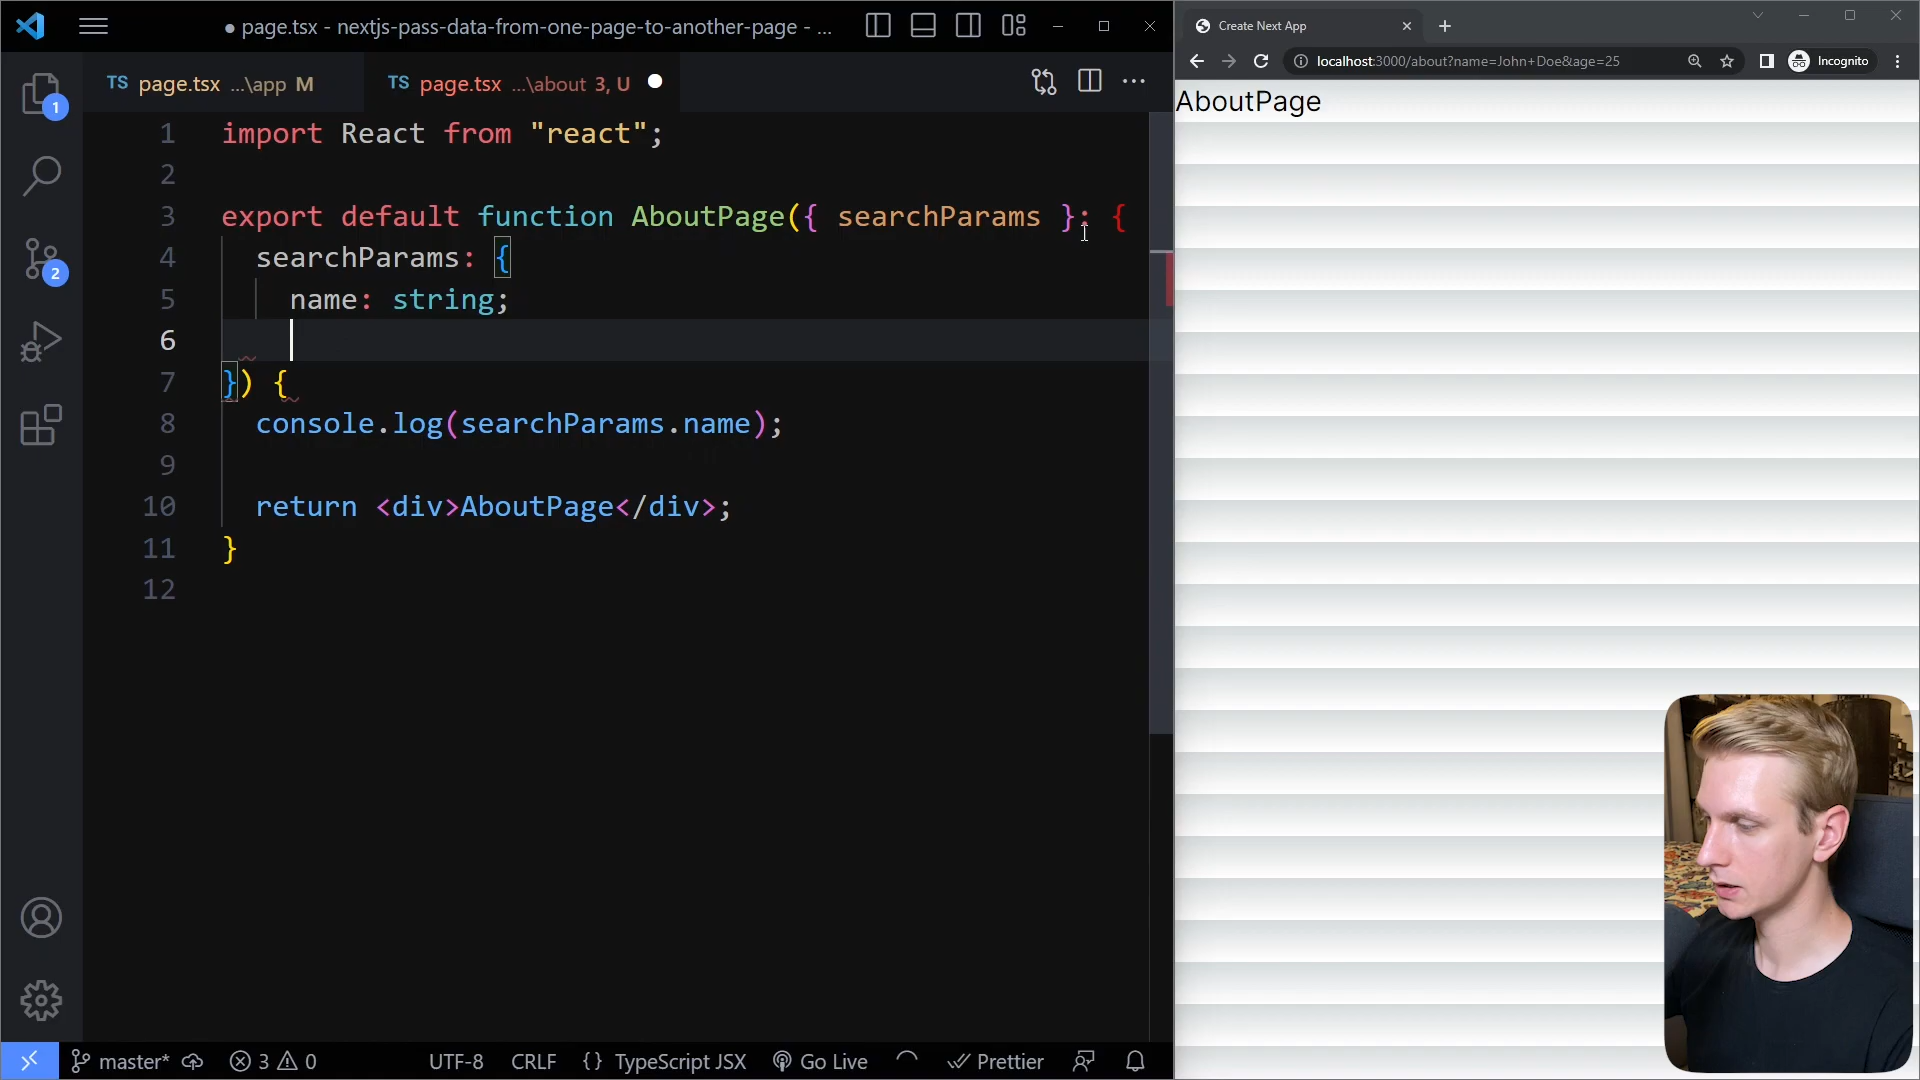 page.tsx - nextjs-pass-data-from-one-page-to-another-page - ...
TS page.tsx ...\app M
TS page.tsx ...\about 3, U
1 import React from "react";
2
3 export default function AboutPage({ searchParams }: {
4 searchParams: {
5 name: string;
6
7 }) {
8 console.log(searchParams.name);
9
10 return <div>AboutPage</div>;
11 }
12
1
2
master*
3
0
UTF-8
CRLF
{ } TypeScript JSX
Go Live
Prettier
Create Next App
localhost:3000/about?name=John+Doe&age=25
Incognito
AboutPage